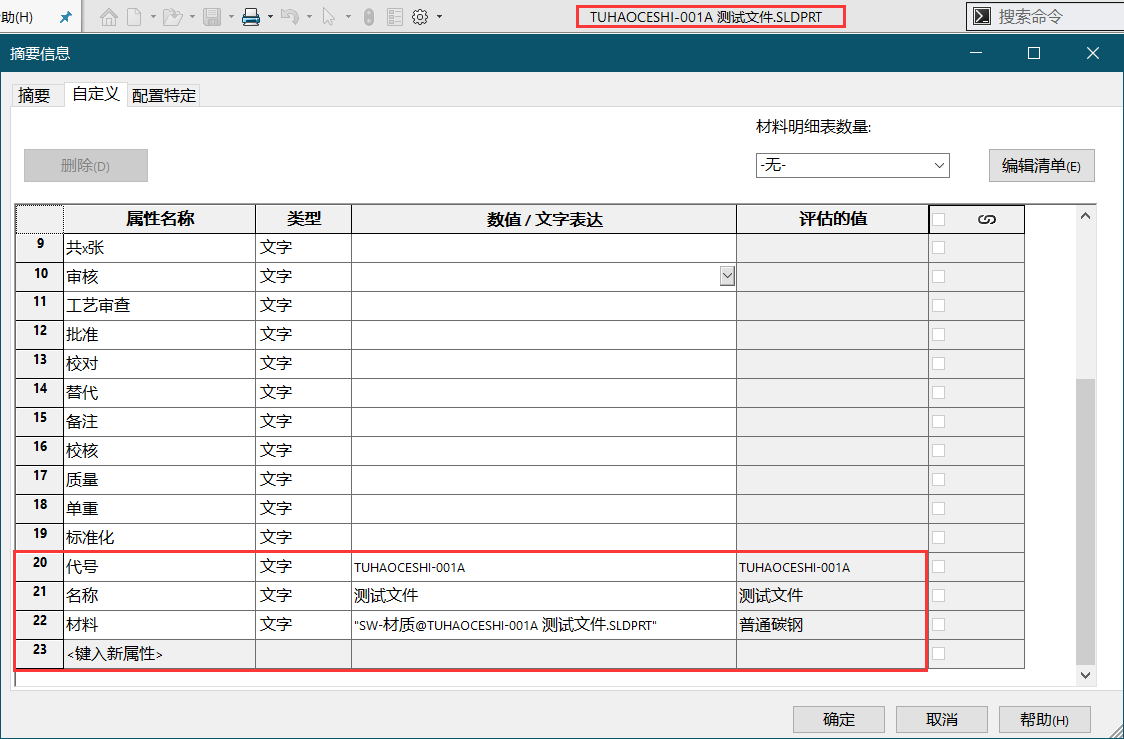 助(H) TUHAOCESHI-001A 测试文件.SLDPRT 搜索命令
摘要信息
摘要 自定义 配置特定
材料明细表数量:
删除(D) -无- 编辑清单(E)
属性名称 类型 数值 / 文字表达 评估的值
9 共x张 文字
10 审核 文字
11 工艺审查 文字
12 批准 文字
13 校对 文字
14 替代 文字
15 备注 文字
16 校核 文字
17 质量 文字
18 单重 文字
19 标准化 文字
20 代号 文字 TUHAOCESHI-001A TUHAOCESHI-001A
21 名称 文字 测试文件 测试文件
22 材料 文字 "SW-材质@TUHAOCESHI-001A 测试文件.SLDPRT" 普通碳钢
23 <键入新属性>
确定 取消 帮助(H)